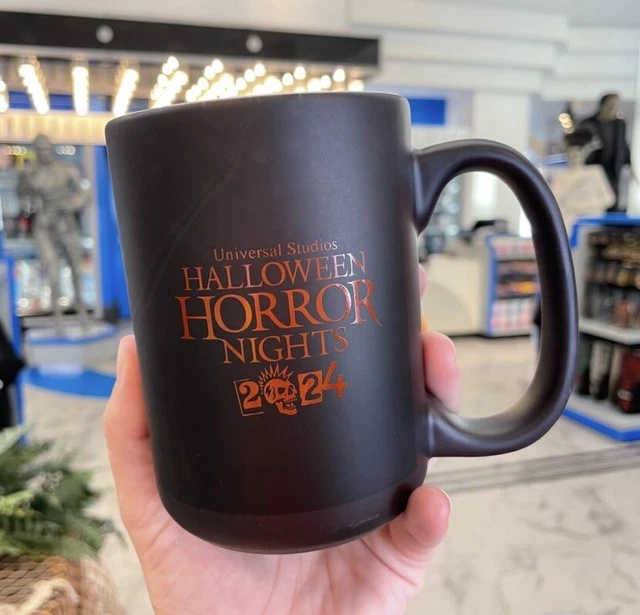 Universal Studios
HALLOWEEN
HORROR
NIGHTS
2024